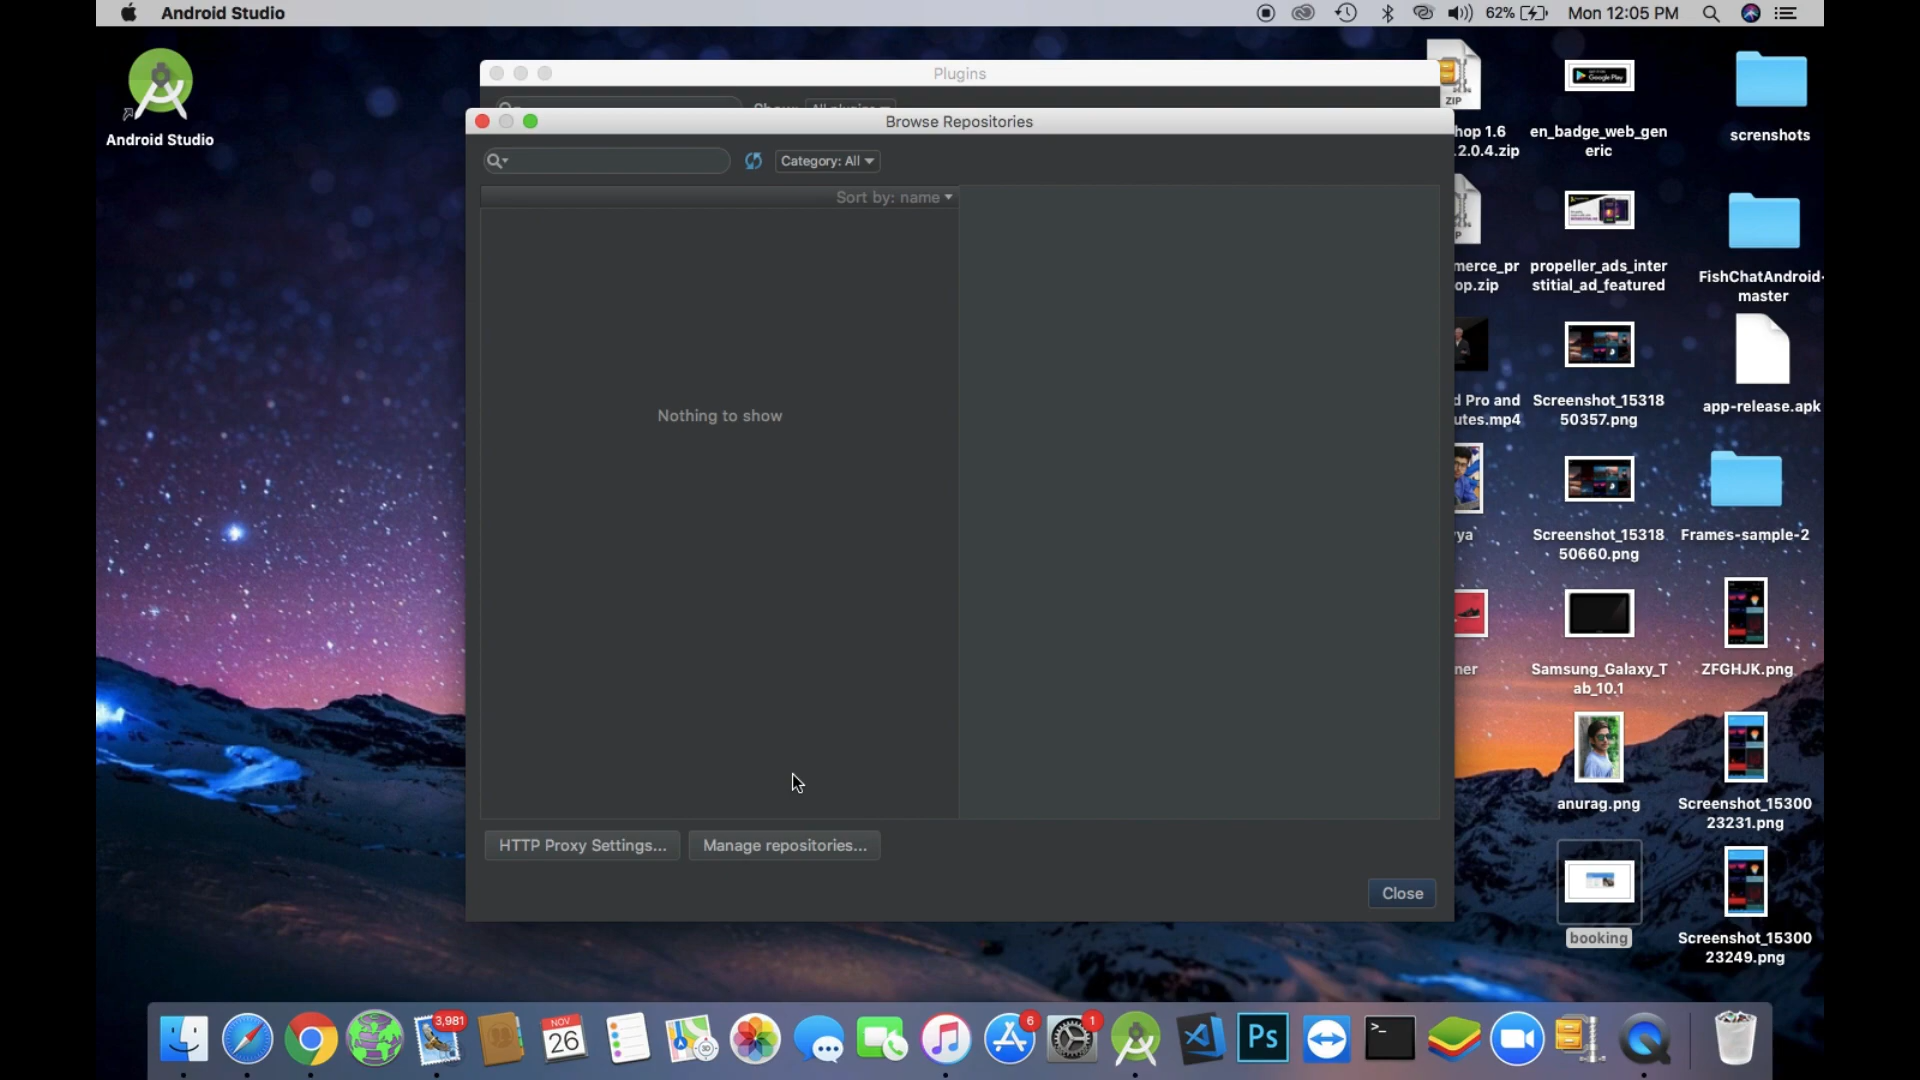 Android Studio
62%
Mon 12:05 PM
Android Studio
Plugins
Browse Repositories
Category: All
Sort by: name
Nothing to show
HTTP Proxy Settings...
Manage repositories...
Close
ZIP
hop 1.6
.2.0.4.zip
Google Play
en_badge_web_gen
eric
screnshots
merce_pr
op.zip
propeller_ads_inter
stitial_ad_featured
FishChatAndroid-
master
d Pro and
utes.mp4
Screenshot_15318
50357.png
app-release.apk
ya
Screenshot_15318
50660.png
Frames-sample-2
ner
Samsung_Galaxy_T
ab_10.1
ZFGHJK.png
anurag.png
Screenshot_15300
23231.png
booking
Screenshot_15300
23249.png
3,981
NOV
26
3D
6
1
Ps
>_